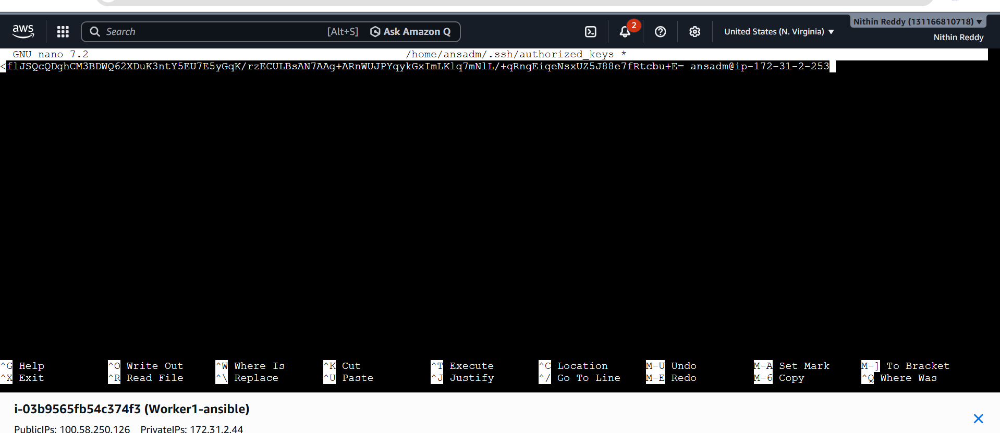 aws Search [Alt+S] Ask Amazon Q 2 United States (N. Virginia) ▼ Nithin Reddy (131166810718) ▼
Nithin Reddy
GNU nano 7.2 /home/ansadm/.ssh/authorized_keys *
<flJSQcQDghCM3BDWQ62XDuK3ntY5EU7E5yGqK/rzECULBsAN7AAg+ARnWUJPYqykGxImLKlq7mNlL/+qRngEiqeNsxUZ5J88e7fRtcbu+E= ansadm@ip-172-31-2-253
^G Help ^O Write Out ^W Where Is ^K Cut ^T Execute ^C Location M-U Undo M-A Set Mark M-] To Bracket
^X Exit ^R Read File ^\ Replace ^U Paste ^J Justify ^/ Go To Line M-E Redo M-6 Copy ^Q Where Was
i-03b9565fb54c374f3 (Worker1-ansible)
PublicIPs: 100.58.250.126 PrivateIPs: 172.31.2.44